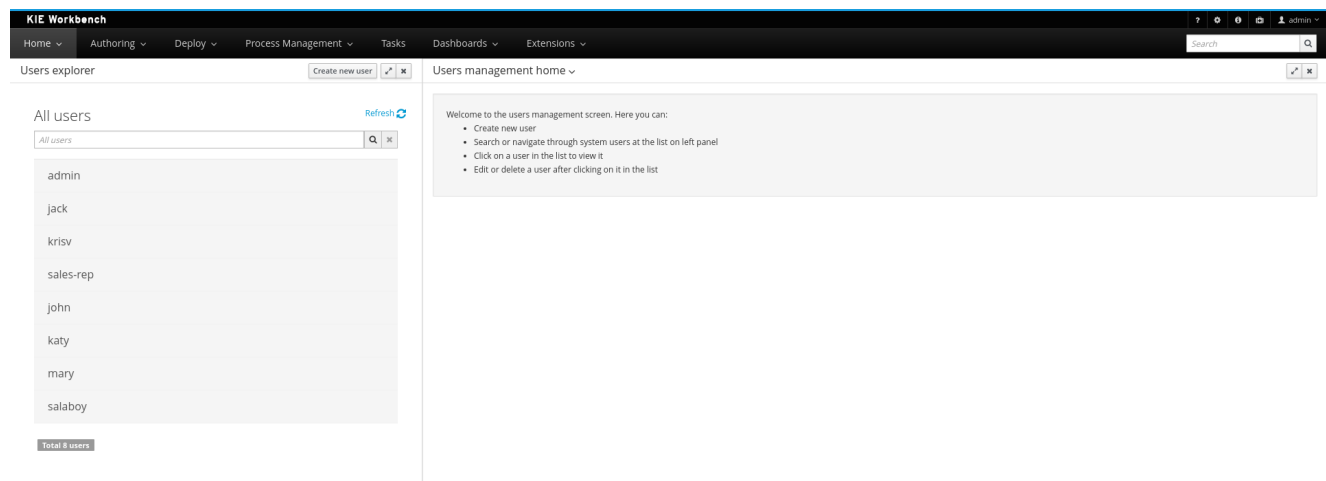 KIE Workbench
? admin
Home Authoring Deploy Process Management Tasks Dashboards Extensions Search
Users explorer Create new user
Users management home
All users Refresh
All users
admin
jack
krisv
sales-rep
john
katy
mary
salaboy
Total 8 users
Welcome to the users management screen. Here you can:
• Create new user
• Search or navigate through system users at the list on left panel
• Click on a user in the list to view it
• Edit or delete a user after clicking on it in the list